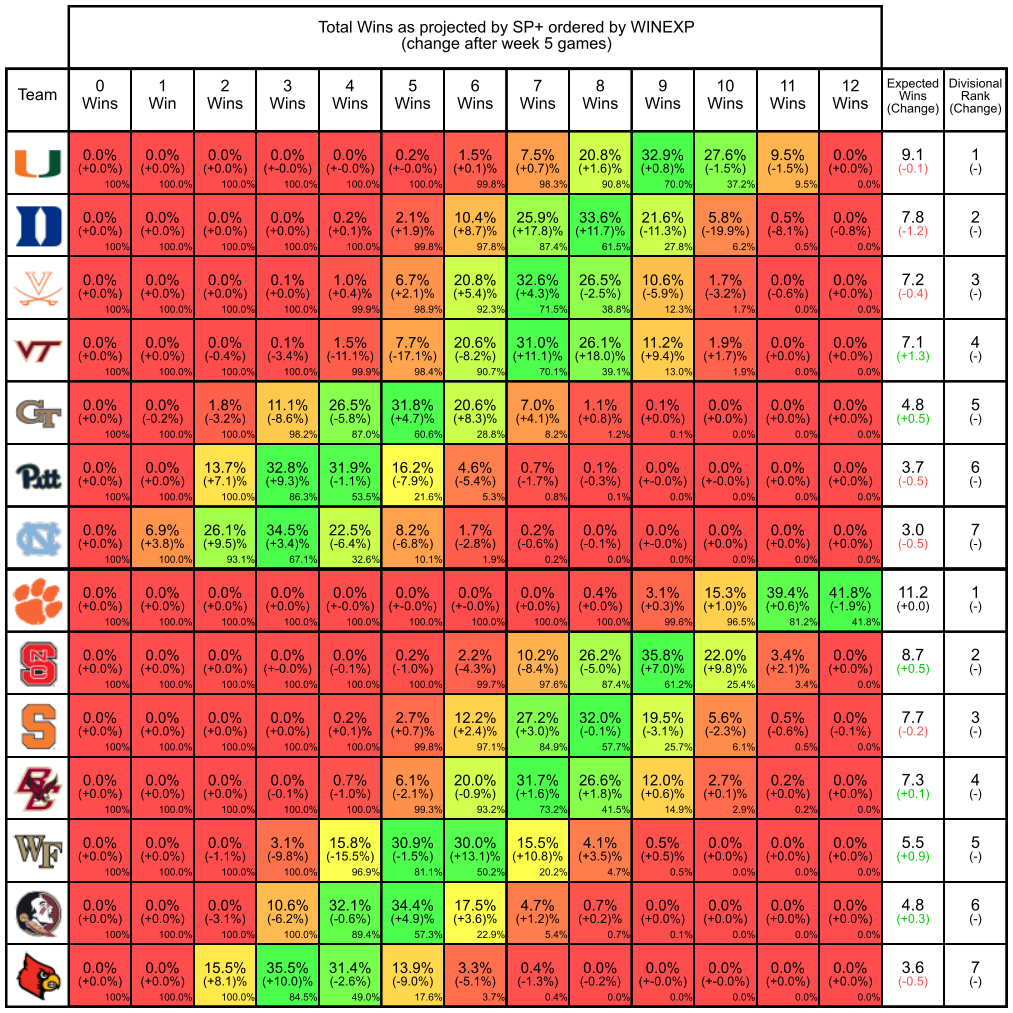 Total Wins as projected by SP+ ordered by WINEXP
(change after week 5 games)
Team 0 Wins 1 Win 2 Wins 3 Wins 4 Wins 5 Wins 6 Wins 7 Wins 8 Wins 9 Wins 10 Wins 11 Wins 12 Wins Expected Wins (Change) Divisional Rank (Change)
0.0% 0.0% 0.0% 0.0% 0.0% 0.2% 1.5% 7.5% 20.8% 32.9% 27.6% 9.5% 0.0% 9.1 1
(+0.0%) (+0.0%) (+0.0%) (+-0.0%) (+0.0%) (+-0.0%) (+0.1)% (+0.7)% (+1.6)% (+0.8)% (-1.5)% (-1.5)% (+0.0%) (-0.1) (-)
100% 100.0% 100.0% 100.0% 100.0% 100.0% 99.8% 98.3% 90.8% 70.0% 37.2% 9.5% 0.0%
D
0.0% 0.0% 0.0% 0.0% 0.2% 2.1% 10.4% 25.9% 33.6% 21.6% 5.8% 0.5% 0.0% 7.8 2
(+0.0%) (+0.0%) (+0.0%) (+0.0%) (+0.1)% (+1.9)% (+8.7)% (+17.8)% (+11.7)% (-11.3)% (-19.9)% (-8.1)% (-0.8)% (-1.2) (-)
100% 100.0% 100.0% 100.0% 100.0% 99.8% 97.8% 87.4% 61.5% 27.8% 6.2% 0.5% 0.0%
V
0.0% 0.0% 0.0% 0.1% 1.0% 6.7% 20.8% 32.6% 26.5% 10.6% 1.7% 0.0% 0.0% 7.2 3
(+0.0%) (+0.0%) (+0.0%) (+0.0%) (+0.4)% (+2.1)% (+5.4)% (+4.3)% (-2.5)% (-5.9)% (-3.2)% (-0.6)% (+0.0%) (-0.4) (-)
100% 100.0% 100.0% 100.0% 99.9% 98.9% 92.3% 71.5% 38.8% 12.3% 1.7% 0.0% 0.0%
VT
0.0% 0.0% 0.0% 0.1% 1.5% 7.7% 20.6% 31.0% 26.1% 11.2% 1.9% 0.0% 0.0% 7.1 4
(+0.0%) (+0.0%) (-0.4%) (-3.4%) (-11.1)% (-17.1)% (-8.2)% (+11.1)% (+18.0)% (+9.4)% (+1.7)% (+0.0%) (+0.0%) (+1.3) (-)
100% 100.0% 100.0% 100.0% 99.9% 98.4% 90.7% 70.1% 39.1% 13.0% 1.9% 0.0% 0.0%
GT
0.0% 0.0% 1.8% 11.1% 26.5% 31.8% 20.6% 7.0% 1.1% 0.1% 0.0% 0.0% 0.0% 4.8 5
(+0.0%) (-0.2%) (-3.2)% (-8.6)% (-5.8)% (+4.7)% (+8.3)% (+4.1)% (+0.8)% (+0.0)% (+0.0%) (+0.0%) (+0.0%) (+0.5) (-)
100% 100.0% 100.0% 98.2% 87.0% 60.6% 28.8% 8.2% 1.2% 0.1% 0.0% 0.0% 0.0%
Pitt
0.0% 0.0% 13.7% 32.8% 31.9% 16.2% 4.6% 0.7% 0.1% 0.0% 0.0% 0.0% 0.0% 3.7 6
(+0.0%) (+0.0%) (+7.1)% (+9.3)% (-1.1)% (-7.9)% (-5.4)% (-1.7)% (-0.3)% (+-0.0%) (+-0.0%) (+0.0%) (+0.0%) (-0.5) (-)
100% 100.0% 100.0% 86.3% 53.5% 21.6% 5.3% 0.8% 0.1% 0.0% 0.0% 0.0% 0.0%
NC
0.0% 6.9% 26.1% 34.5% 22.5% 8.2% 1.7% 0.2% 0.0% 0.0% 0.0% 0.0% 0.0% 3.0 7
(+0.0%) (+3.8)% (+9.5)% (+3.4)% (-6.4)% (-6.8)% (-2.8)% (-0.6)% (-0.1%) (+-0.0%) (+0.0%) (+0.0%) (+0.0%) (-0.5) (-)
100% 100.0% 93.1% 67.1% 32.6% 10.1% 1.9% 0.2% 0.0% 0.0% 0.0% 0.0% 0.0%
0.0% 0.0% 0.0% 0.0% 0.0% 0.0% 0.0% 0.0% 0.4% 3.1% 15.3% 39.4% 41.8% 11.2 1
(+0.0%) (+0.0%) (+0.0%) (+0.0%) (+-0.0%) (+-0.0%) (+-0.0%) (+0.0%) (+0.0)% (+0.3)% (+1.0)% (+0.6)% (-1.9)% (+0.0) (-)
100% 100.0% 100.0% 100.0% 100.0% 100.0% 100.0% 100.0% 100.0% 99.6% 96.5% 81.2% 41.8%
NCS
0.0% 0.0% 0.0% 0.0% 0.0% 0.2% 2.2% 10.2% 26.2% 35.8% 22.0% 3.4% 0.0% 8.7 2
(+0.0%) (+0.0%) (+0.0%) (+-0.0%) (-0.1%) (-1.0)% (-4.3)% (-8.4)% (-5.0)% (+7.0)% (+9.8)% (+2.1)% (+0.0%) (+0.5) (-)
100% 100.0% 100.0% 100.0% 100.0% 100.0% 99.7% 97.6% 87.4% 61.2% 25.4% 3.4% 0.0%
S
0.0% 0.0% 0.0% 0.0% 0.2% 2.7% 12.2% 27.2% 32.0% 19.5% 5.6% 0.5% 0.0% 7.7 3
(+0.0%) (+0.0%) (+0.0%) (+0.0%) (+0.1)% (+0.7)% (+2.4)% (+3.0)% (-0.1)% (-3.1)% (-2.3)% (-0.6)% (-0.1%) (-0.2) (-)
100% 100.0% 100.0% 100.0% 100.0% 99.8% 97.1% 84.9% 57.7% 25.7% 6.1% 0.5% 0.0%
BC
0.0% 0.0% 0.0% 0.0% 0.7% 6.1% 20.0% 31.7% 26.6% 12.0% 2.7% 0.2% 0.0% 7.3 4
(+0.0%) (+0.0%) (+0.0%) (-0.1%) (-1.0)% (-2.1)% (-0.9)% (+1.6)% (+1.8)% (+0.6)% (+0.1)% (+0.0)% (+0.0%) (+0.1) (-)
100% 100.0% 100.0% 100.0% 100.0% 99.3% 93.2% 73.2% 41.5% 14.9% 2.9% 0.2% 0.0%
WF
0.0% 0.0% 0.0% 3.1% 15.8% 30.9% 30.0% 15.5% 4.1% 0.5% 0.0% 0.0% 0.0% 5.5 5
(+0.0%) (+0.0%) (-1.1%) (-9.8)% (-15.5)% (-1.5)% (+13.1)% (+10.8)% (+3.5)% (+0.5)% (+0.0%) (+0.0%) (+0.0%) (+0.9) (-)
100% 100.0% 100.0% 100.0% 96.9% 81.1% 50.2% 20.2% 4.7% 0.5% 0.0% 0.0% 0.0%
0.0% 0.0% 0.0% 10.6% 32.1% 34.4% 17.5% 4.7% 0.7% 0.0% 0.0% 0.0% 0.0% 4.8 6
(+0.0%) (+0.0%) (-3.1%) (-6.2)% (-0.6)% (+4.9)% (+3.6)% (+1.2)% (+0.2)% (+0.0%) (+0.0%) (+0.0%) (+0.0%) (+0.3) (-)
100% 100.0% 100.0% 100.0% 89.4% 57.3% 22.9% 5.4% 0.7% 0.1% 0.0% 0.0% 0.0%
0.0% 0.0% 15.5% 35.5% 31.4% 13.9% 3.3% 0.4% 0.0% 0.0% 0.0% 0.0% 0.0% 3.6 7
(+0.0%) (+0.0%) (+8.1)% (+10.0)% (-2.6)% (-9.0)% (-5.1)% (-1.3)% (-0.2)% (+-0.0%) (+-0.0%) (+0.0%) (+0.0%) (-0.5) (-)
100% 100.0% 100.0% 84.5% 49.0% 17.6% 3.7% 0.4% 0.0% 0.0% 0.0% 0.0% 0.0%